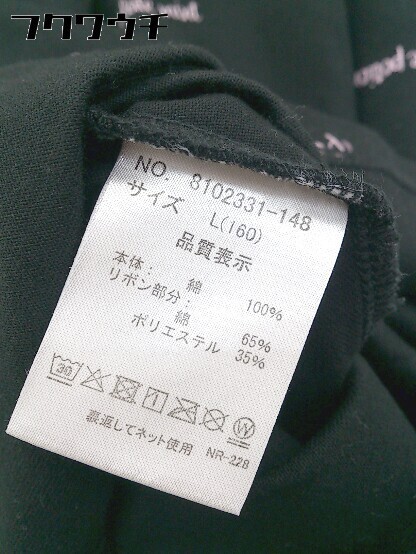 フクウウチ
NO. 8102331-148
サイズ L(160)
品質表示
本体: 綿 100%
リボン部分:
綿 65%
ポリエステル 35%
30 W
裏返してネット使用 NR-228